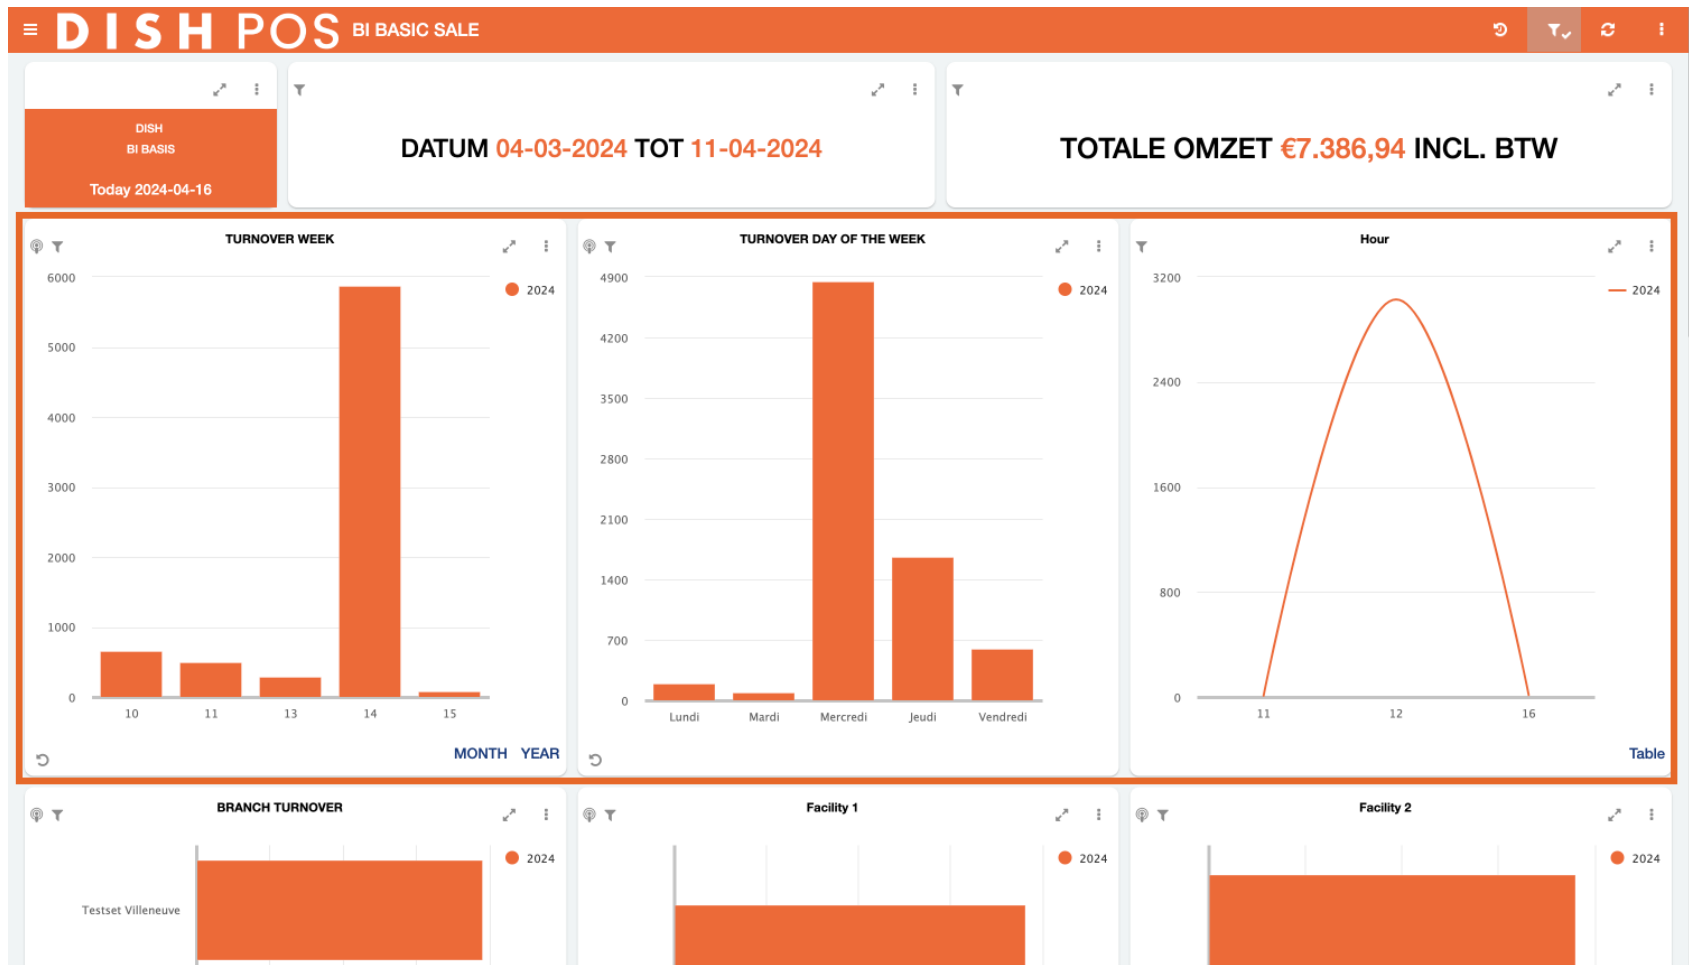 DISH POS BI BASIC SALE
DISH
BI BASIS
Today 2024-04-16
DATUM 04-03-2024 TOT 11-04-2024
TOTALE OMZET €7.386,94 INCL. BTW
TURNOVER WEEK
2024
6000
5000
4000
3000
2000
1000
0
10 11 13 14 15
MONTH YEAR
TURNOVER DAY OF THE WEEK
2024
4900
4200
3500
2800
2100
1400
700
0
Lundi Mardi Mercredi Jeudi Vendredi
Hour
2024
3200
2400
1600
800
0
11 12 16
Table
BRANCH TURNOVER
2024
Testset Villeneuve
Facility 1
2024
Facility 2
2024